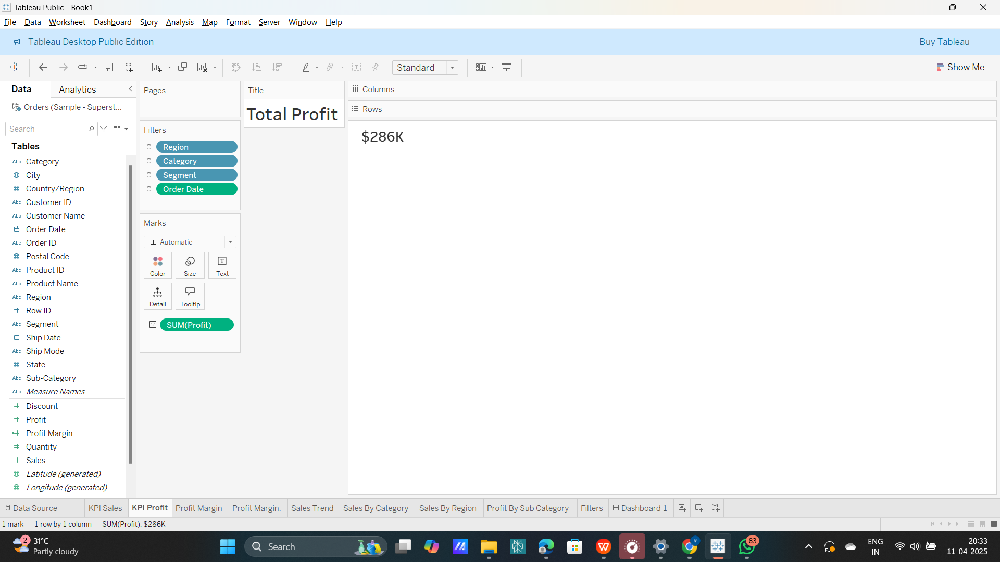 Tableau Public - Book1
File Data Worksheet Dashboard Story Analysis Map Format Server Window Help
Tableau Desktop Public Edition
Buy Tableau
Standard
Show Me
Data
Analytics
Orders (Sample - Superst...
Search
Tables
Abc Category
City
Country/Region
Abc Customer ID
Abc Customer Name
Order Date
Abc Order ID
Postal Code
Abc Product ID
Abc Product Name
Abc Region
# Row ID
Abc Segment
Ship Date
Abc Ship Mode
State
Abc Sub-Category
Abc Measure Names
# Discount
# Profit
=# Profit Margin
# Quantity
# Sales
Latitude (generated)
Longitude (generated)
Pages
Filters
Region
Category
Segment
Order Date
Marks
T Automatic
Color
Size
T Text
Detail
Tooltip
T SUM(Profit)
Title
Total Profit
Columns
Rows
$286K
Data Source
KPI Sales
KPI Profit
Profit Margin
Profit Margin.
Sales Trend
Sales By Category
Sales By Region
Profit By Sub Category
Filters
Dashboard 1
1 mark
1 row by 1 column
SUM(Profit): $286K
2
31°C
Partly cloudy
Search
83
ENG
IN
20:33
11-04-2025